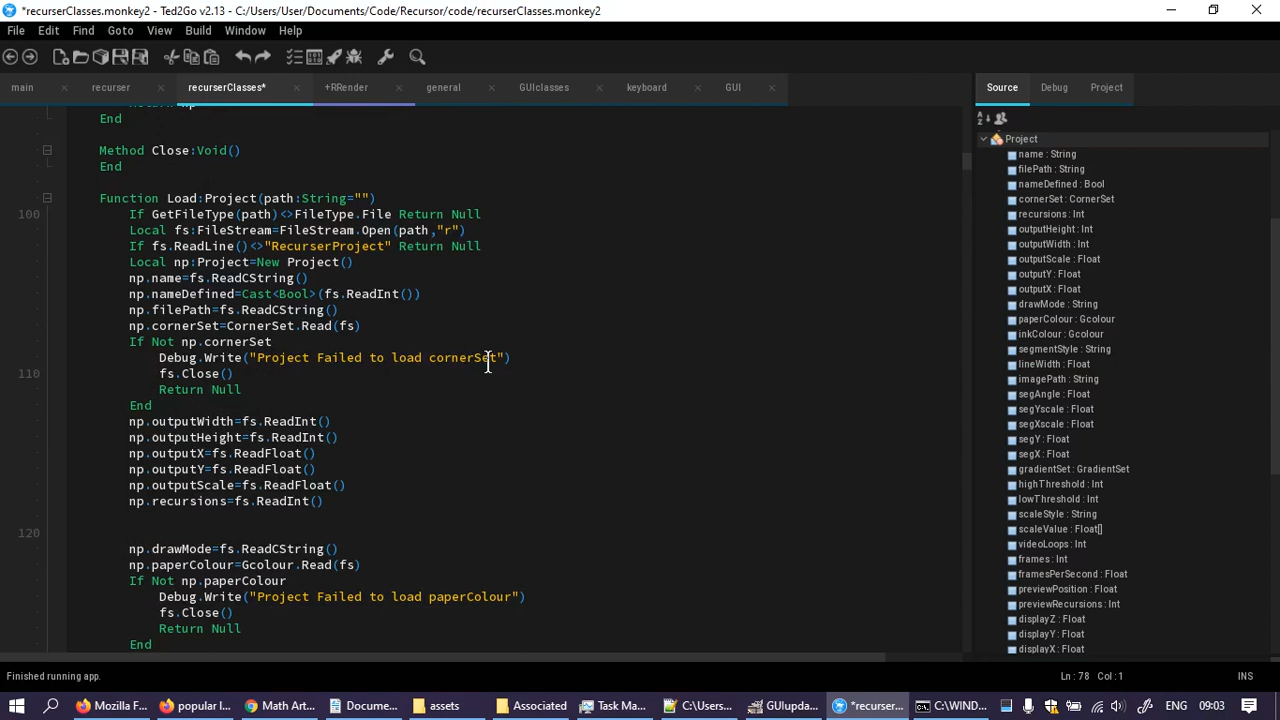 *recurserClasses.monkey2 - Ted2Go v2.13 - C:/Users/User/Documents/Code/Recursor/code/recurserClasses.monkey2
File Edit Find Goto View Build Window Help
main recurser recurserClasses* +RRender general GUIclasses keyboard GUI
Source Debug Project
End
Method Close:Void()
End
Function Load:Project(path:String="")
100 If GetFileType(path)<>FileType.File Return Null
Local fs:FileStream=FileStream.Open(path,"r")
If fs.ReadLine()<>"RecurserProject" Return Null
Local np:Project=New Project()
np.name=fs.ReadCString()
np.nameDefined=Cast<Bool>(fs.ReadInt())
np.filePath=fs.ReadCString()
np.cornerSet=CornerSet.Read(fs)
If Not np.cornerSet
Debug.Write("Project Failed to load cornerSet")
110 fs.Close()
Return Null
End
np.outputWidth=fs.ReadInt()
np.outputHeight=fs.ReadInt()
np.outputX=fs.ReadFloat()
np.outputY=fs.ReadFloat()
np.outputScale=fs.ReadFloat()
np.recursions=fs.ReadInt()
120
np.drawMode=fs.ReadCString()
np.paperColour=Gcolour.Read(fs)
If Not np.paperColour
Debug.Write("Project Failed to load paperColour")
fs.Close()
Return Null
End
Project
name : String
filePath : String
nameDefined : Bool
cornerSet : CornerSet
recursions : Int
outputHeight : Int
outputWidth : Int
outputScale : Float
outputY : Float
outputX : Float
drawMode : String
paperColour : Gcolour
inkColour : Gcolour
segmentStyle : String
lineWidth : Float
imagePath : String
segAngle : Float
segYscale : Float
segXscale : Float
segY : Float
segX : Float
gradientSet : GradientSet
highThreshold : Int
lowThreshold : Int
scaleStyle : String
scaleValue : Float[]
videoLoops : Int
frames : Int
framesPerSecond : Float
previewPosition : Float
previewRecursions : Int
displayZ : Float
displayY : Float
displayX : Float
Finished running app.
Ln : 78 Col : 1 INS
Mozilla F... popular l... Math Art... Docume... assets Associated Task Ma... C:\Users... GUIupda... *recurser... C:\WIND... ENG 09:03